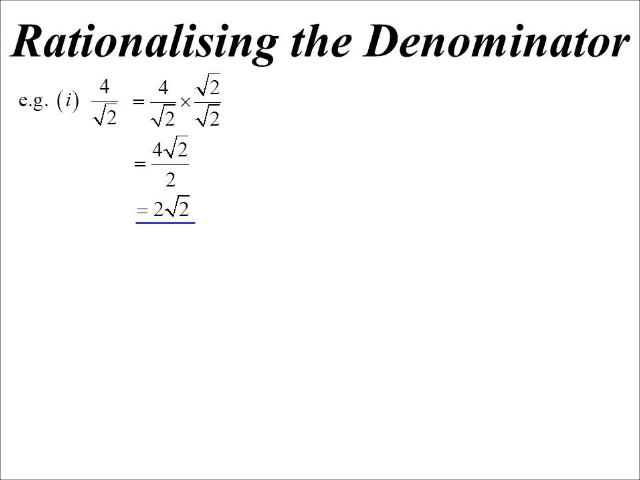 Rationalising the Denominator
e.g. (i) 4/√2 = 4/√2 × √2/√2
= 4√2/2
= 2√2